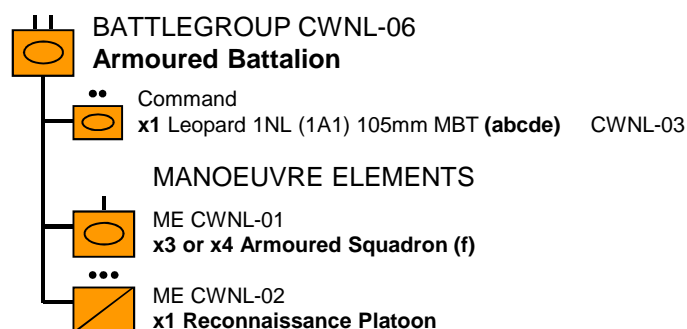 BATTLEGROUP CWNL-06
Armoured Battalion
Command
x1 Leopard 1NL (1A1) 105mm MBT (abcde) CWNL-03
MANOEUVRE ELEMENTS
ME CWNL-01
x3 or x4 Armoured Squadron (f)
ME CWNL-02
x1 Reconnaissance Platoon